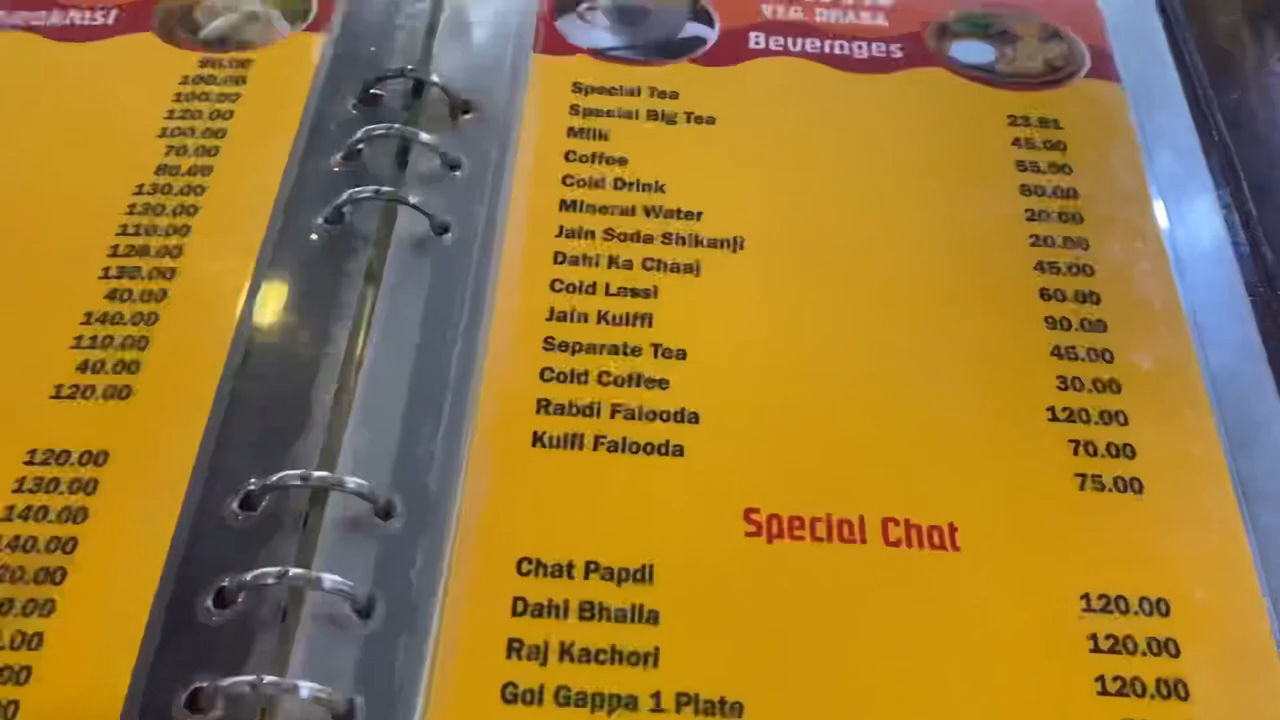 90.00
100.00
100.00
120.00
100.00
70.00
80.00
130.00
130.00
110.00
120.00
130.00
40.00
140.00
110.00
40.00
120.00
120.00
130.00
140.00
VEG. DHABA
Beverages
Special Tea 23.81
Special Big Tea 45.00
Milk 55.00
Coffee 60.00
Cold Drink 20.00
Mineral Water 20.00
Jain Soda Shikanji 45.00
Dahi Ka Chaaj 60.00
Cold Lassi 90.00
Jain Kulffi 45.00
Separate Tea 30.00
Cold Coffee 120.00
Rabdi Falooda 70.00
Kulfi Falooda 75.00
Special Chat
Chat Papdi 120.00
Dahi Bhalla 120.00
Raj Kachori 120.00
Gol Gappa 1 Plate